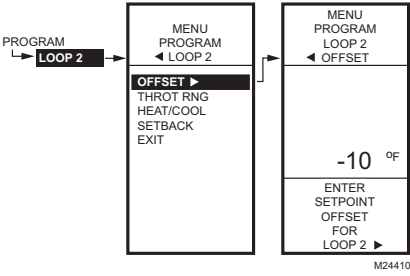 PROGRAM
LOOP 2
MENU
PROGRAM
◄ LOOP 2
OFFSET ►
THROT RNG
HEAT/COOL
SETBACK
EXIT
MENU
PROGRAM
LOOP 2
◄ OFFSET
-10 ºF
ENTER
SETPOINT
OFFSET
FOR
LOOP 2 ►
M24410